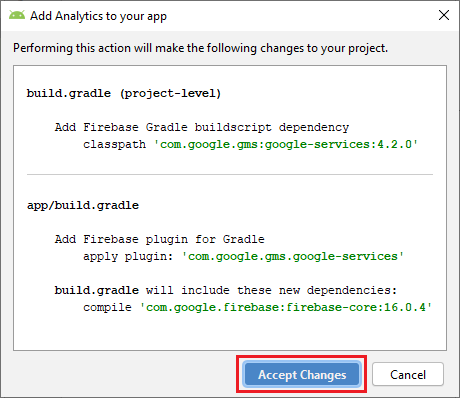 Add Analytics to your app
Performing this action will make the following changes to your project.
build.gradle (project-level)
Add Firebase Gradle buildscript dependency
classpath 'com.google.gms:google-services:4.2.0'
app/build.gradle
Add Firebase plugin for Gradle
apply plugin: 'com.google.gms.google-services'
build.gradle will include these new dependencies:
compile 'com.google.firebase:firebase-core:16.0.4'
Accept Changes
Cancel